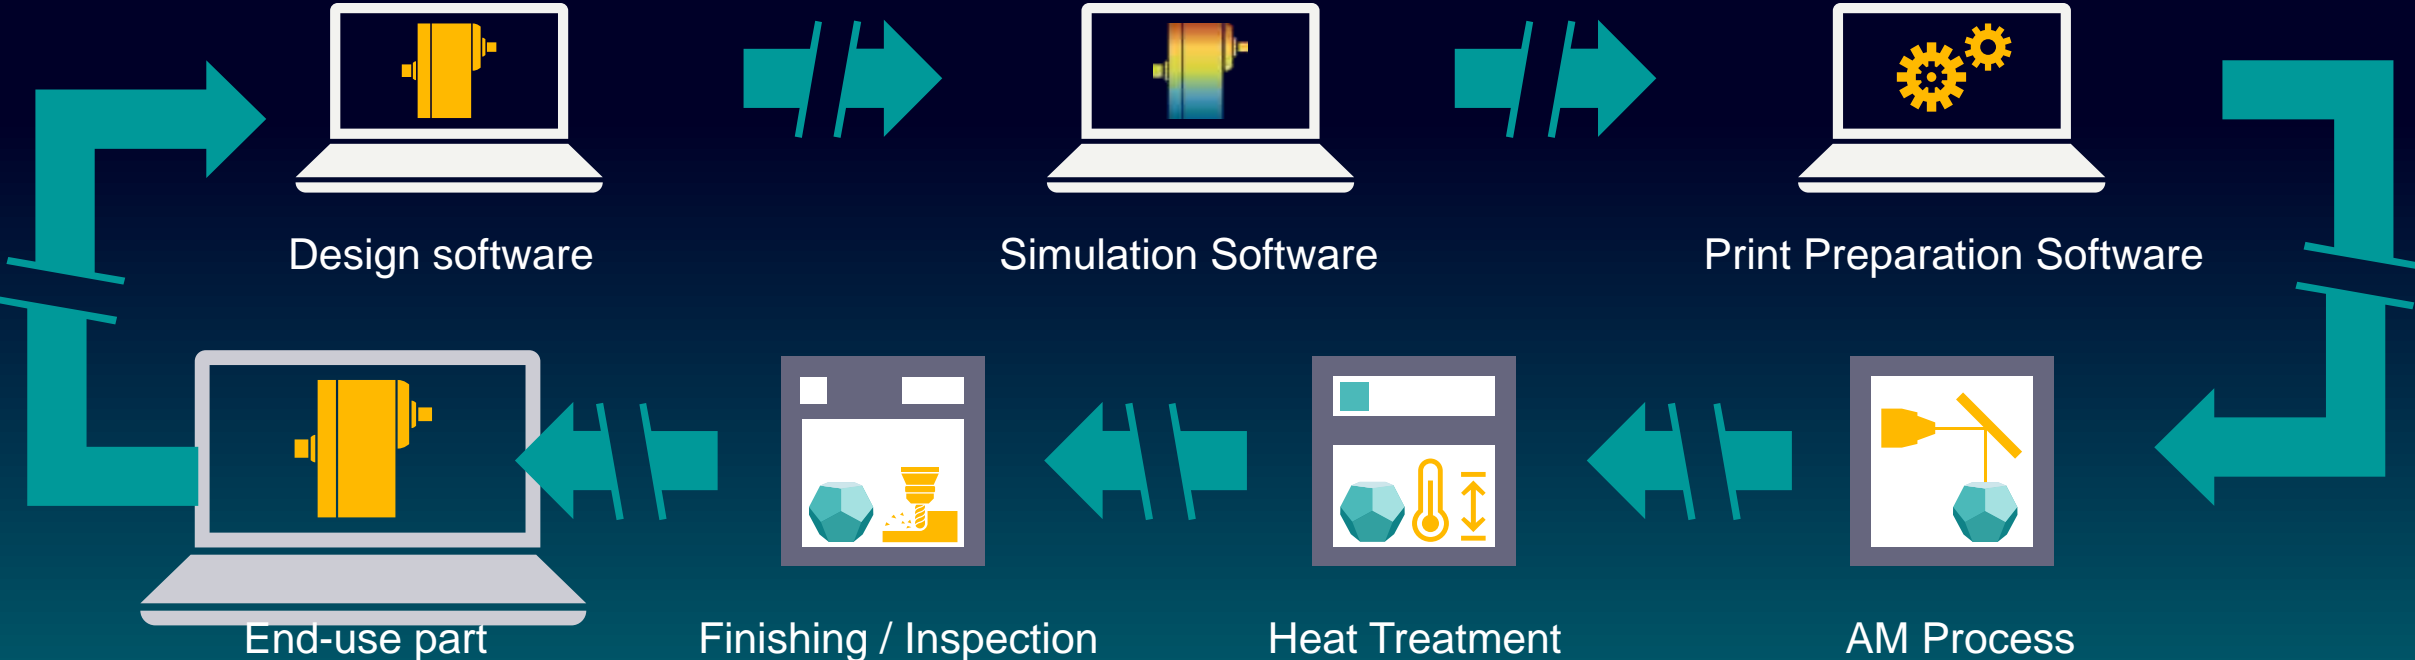 Design software
Simulation Software
Print Preparation Software
End-use part
Finishing / Inspection
Heat Treatment
AM Process